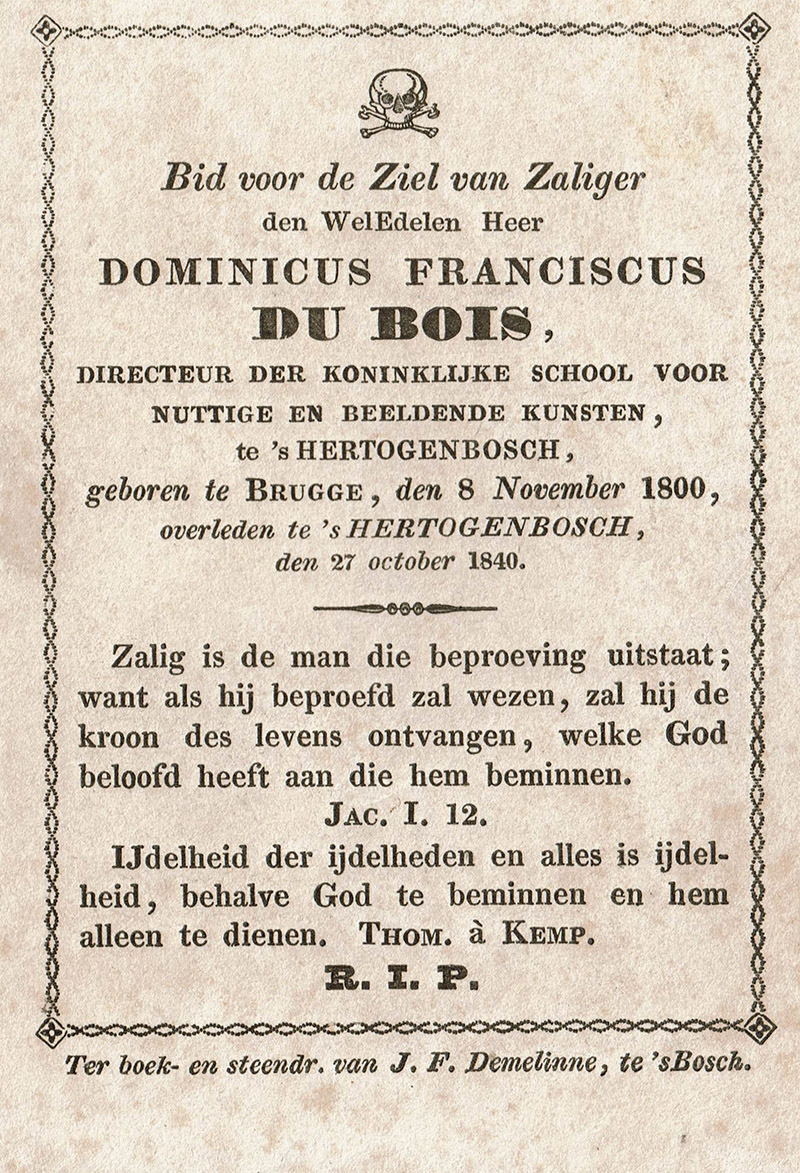 Bid voor de Ziel van Zaliger
den WelEdelen Heer
DOMINICUS FRANCISCUS
DU BOIS,
DIRECTEUR DER KONINKLIJKE SCHOOL VOOR
NUTTIGE EN BEELDENDE KUNSTEN,
te 's HERTOGENBOSCH,
geboren te BRUGGE, den 8 November 1800,
overleden te 's HERTOGENBOSCH,
den 27 october 1840.
Zalig is de man die beproeving uitstaat;
want als hij beproefd zal wezen, zal hij de
kroon des levens ontvangen, welke God
beloofd heeft aan die hem beminnen.
JAC. I. 12.
IJdelheid der ijdelheden en alles is ijdel-
heid, behalve God te beminnen en hem
alleen te dienen. THOM. à KEMP.
R. I. P.
Ter boek- en steendr. van J. F. Demelinne, te 'sBosch.